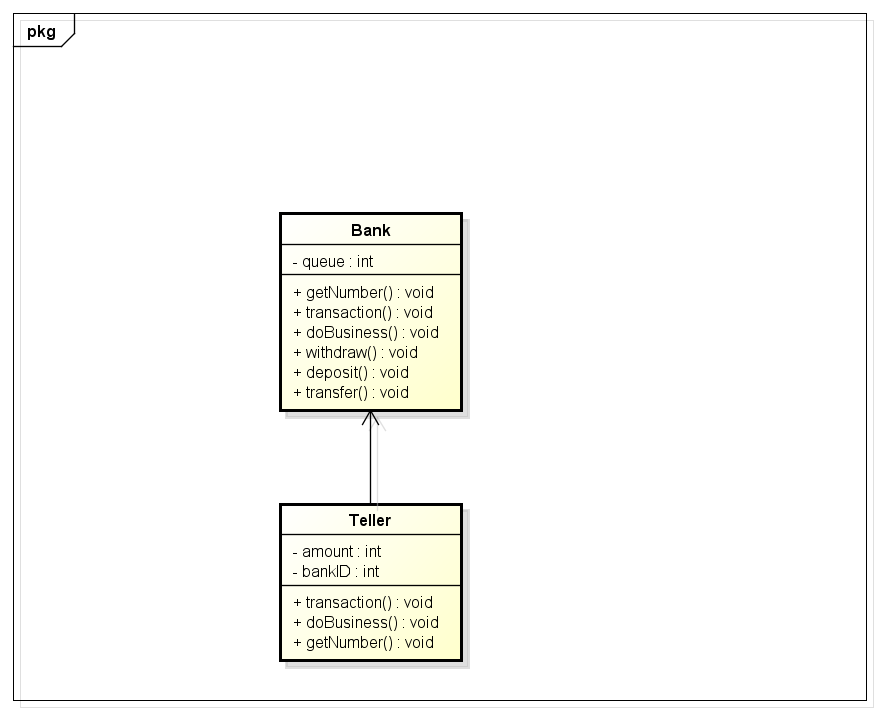 pkg
Bank
- queue : int
+ getNumber() : void
+ transaction() : void
+ doBusiness() : void
+ withdraw() : void
+ deposit() : void
+ transfer() : void
Teller
- amount : int
- bankID : int
+ transaction() : void
+ doBusiness() : void
+ getNumber() : void